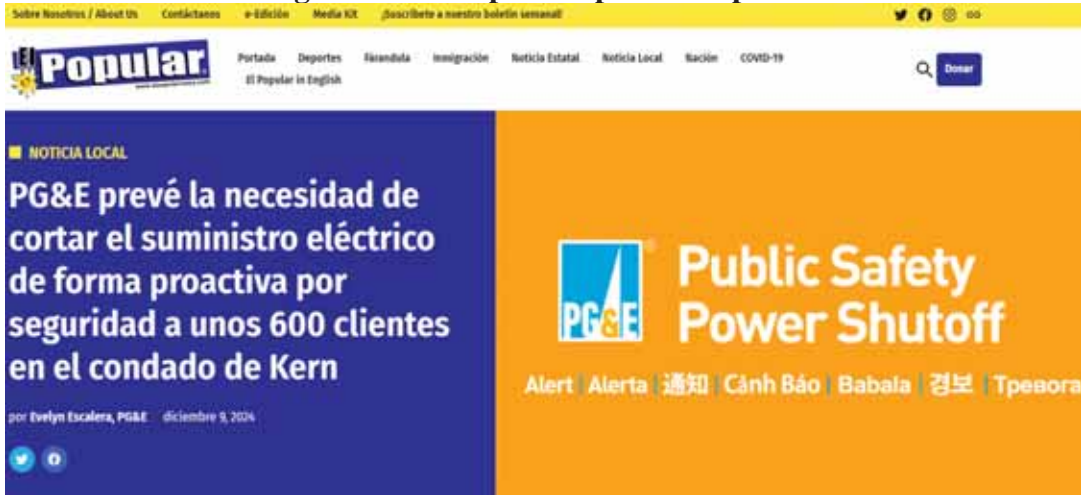 Sobre Nosotros / About Us Contáctanos e-Edición Media Kit ¡Suscríbete a nuestro boletín semanal!
El Popular
Portada Deportes Farandula Inmigración Noticia Estatal Noticia Local Nación COVID-19
El Popular in English
Donar
NOTICIA LOCAL
PG&E prevé la necesidad de
cortar el suministro eléctrico
de forma proactiva por
seguridad a unos 600 clientes
en el condado de Kern
por Evelyn Escalera, PG&E diciembre 9, 2024
PG&E
Public Safety
Power Shutoff
Alert | Alerta | 通知 | Cảnh Báo | Babala | 경보 | Тревога